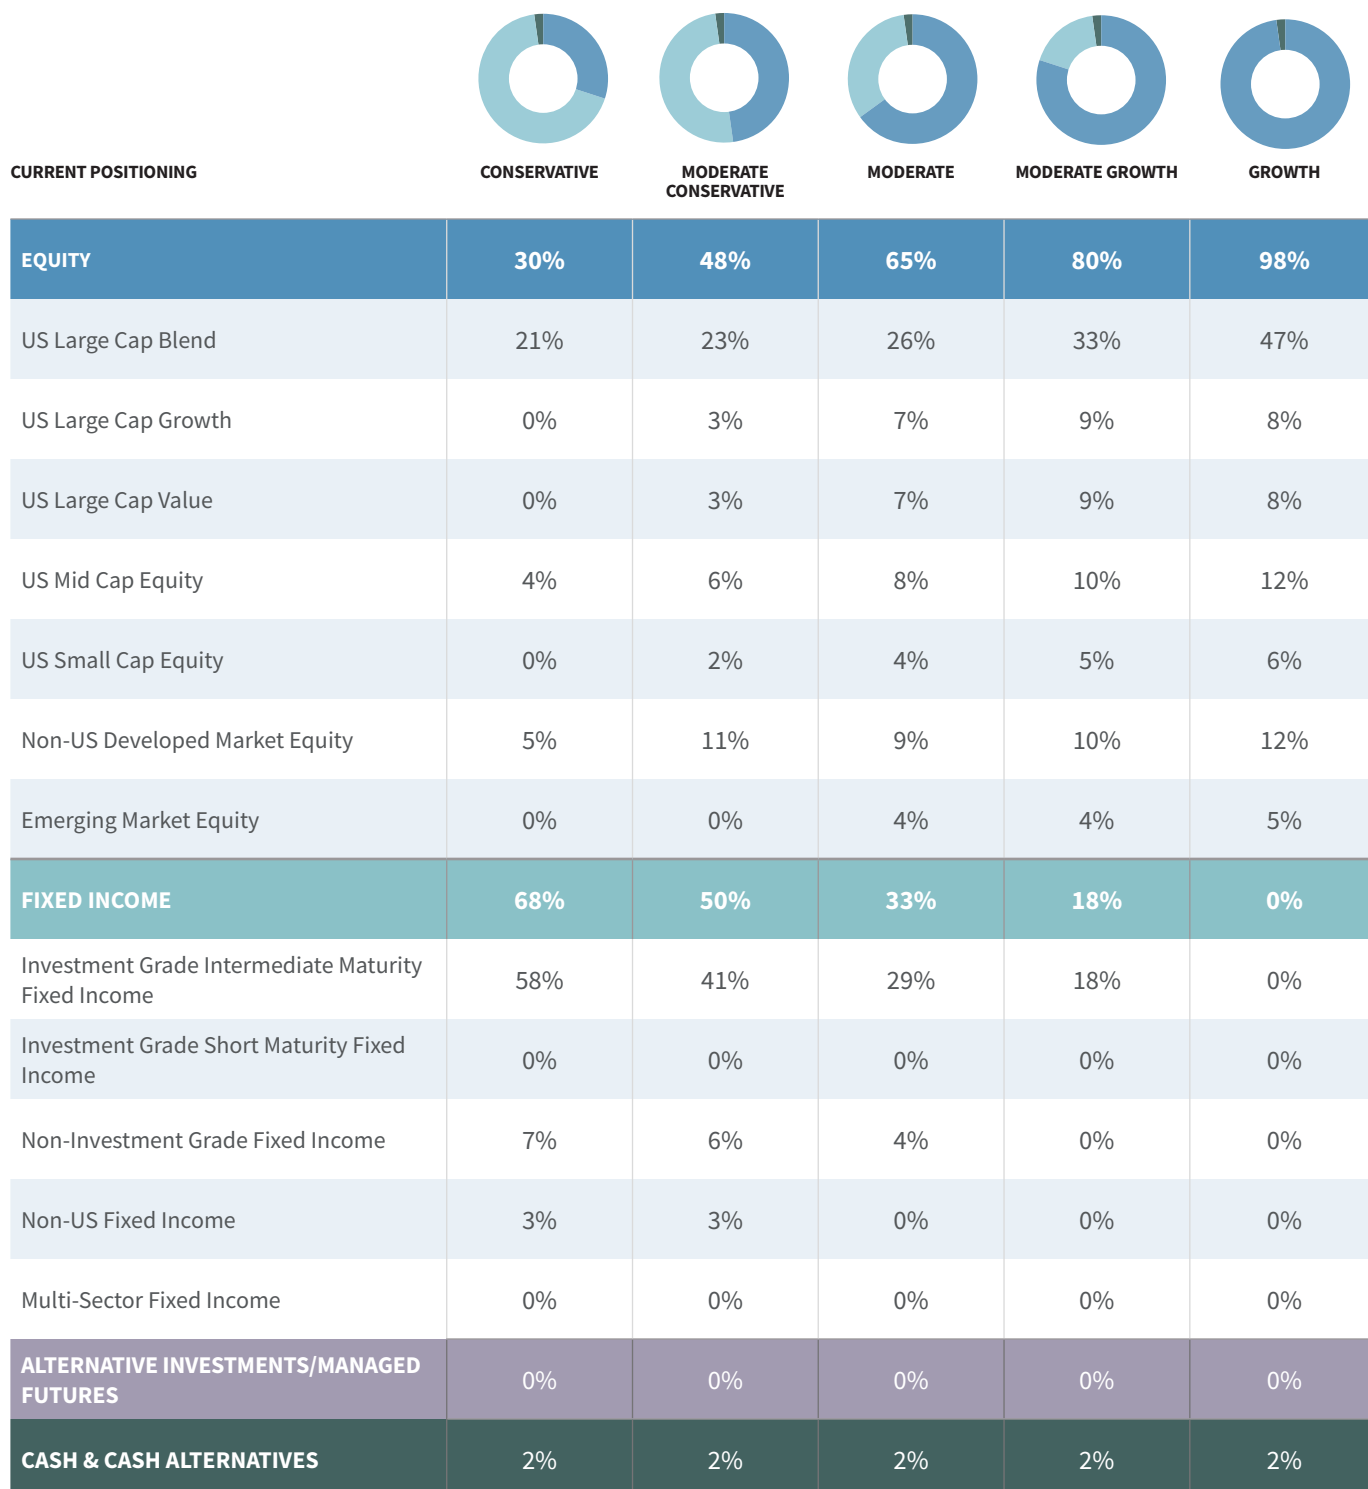 CURRENT POSITIONING CONSERVATIVE MODERATE CONSERVATIVE MODERATE MODERATE GROWTH GROWTH
EQUITY 30% 48% 65% 80% 98%
US Large Cap Blend 21% 23% 26% 33% 47%
US Large Cap Growth 0% 3% 7% 9% 8%
US Large Cap Value 0% 3% 7% 9% 8%
US Mid Cap Equity 4% 6% 8% 10% 12%
US Small Cap Equity 0% 2% 4% 5% 6%
Non-US Developed Market Equity 5% 11% 9% 10% 12%
Emerging Market Equity 0% 0% 4% 4% 5%
FIXED INCOME 68% 50% 33% 18% 0%
Investment Grade Intermediate Maturity
Fixed Income 58% 41% 29% 18% 0%
Investment Grade Short Maturity Fixed
Income 0% 0% 0% 0% 0%
Non-Investment Grade Fixed Income 7% 6% 4% 0% 0%
Non-US Fixed Income 3% 3% 0% 0% 0%
Multi-Sector Fixed Income 0% 0% 0% 0% 0%
ALTERNATIVE INVESTMENTS/MANAGED
FUTURES 0% 0% 0% 0% 0%
CASH & CASH ALTERNATIVES 2% 2% 2% 2% 2%